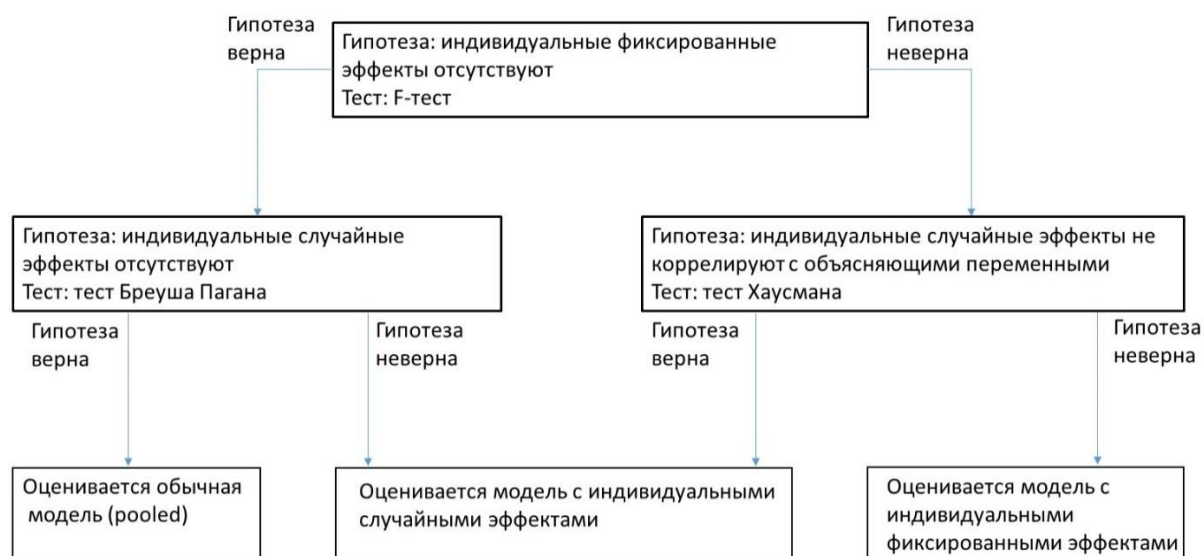 Гипотеза
верна
Гипотеза: индивидуальные фиксированные
эффекты отсутствуют
Тест: F-тест
Гипотеза
неверна
Гипотеза: индивидуальные случайные
эффекты отсутствуют
Тест: тест Бреуша Пагана
Гипотеза: индивидуальные случайные эффекты не
коррелируют с объясняющими переменными
Тест: тест Хаусмана
Гипотеза
верна
Гипотеза
неверна
Гипотеза
верна
Гипотеза
неверна
Оценивается обычная
модель (pooled)
Оценивается модель с индивидуальными
случайными эффектами
Оценивается модель с
индивидуальными
фиксированными эффектами